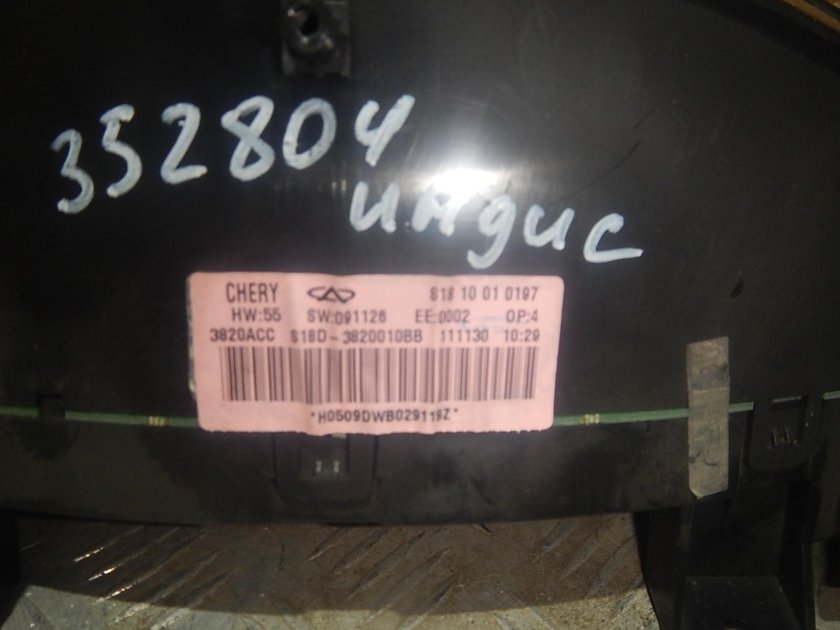 352804
индис
CHERY S18 10 01 0197
HW:55 SW:091126 EE:0002 OP:4
3820ACC S18D-3820010BB 111130 10:29
*H0509DWB029119Z*